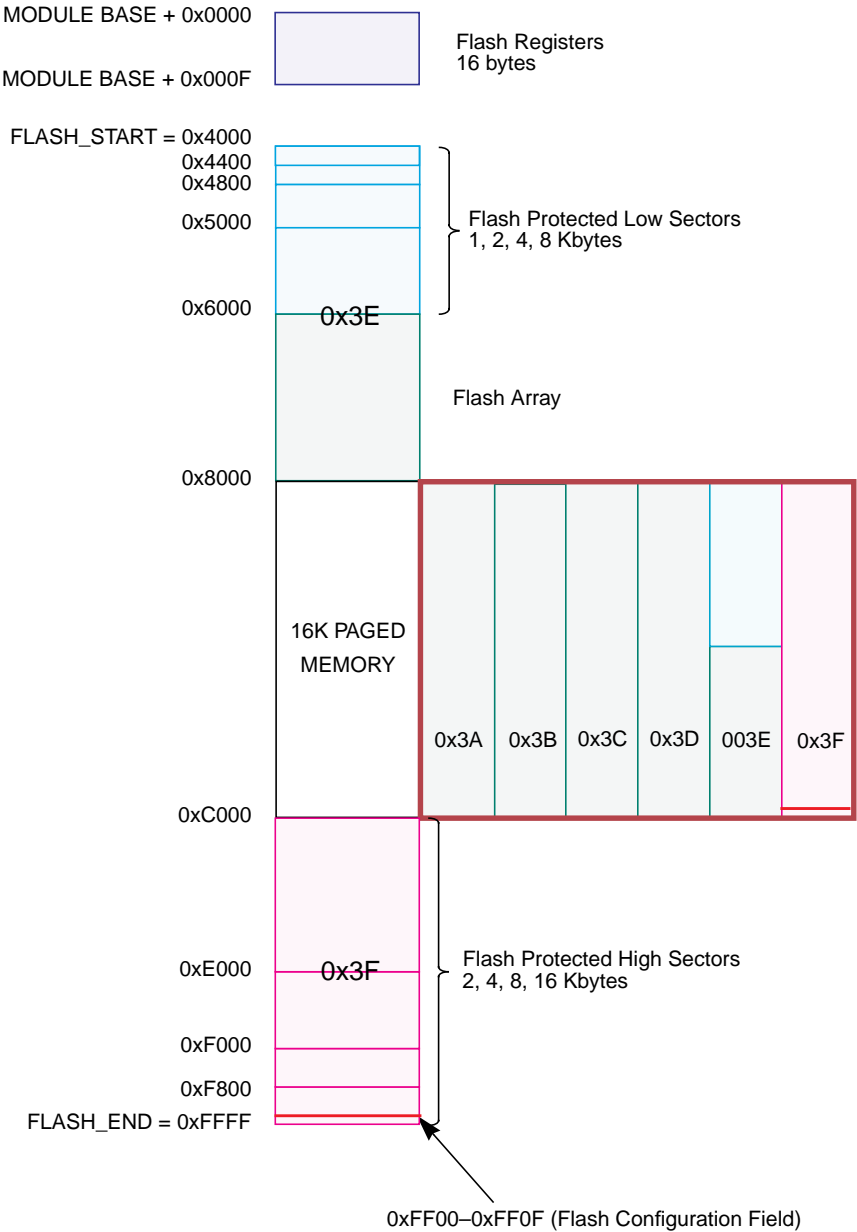 MODULE BASE + 0x0000
Flash Registers
16 bytes
MODULE BASE + 0x000F
FLASH_START = 0x4000
0x4400
0x4800
0x5000
Flash Protected Low Sectors
1, 2, 4, 8 Kbytes
0x6000
0x3E
Flash Array
0x8000
16K PAGED
MEMORY
0x3A
0x3B
0x3C
0x3D
003E
0x3F
0xC000
Flash Protected High Sectors
2, 4, 8, 16 Kbytes
0xE000
0x3F
0xF000
0xF800
FLASH_END = 0xFFFF
0xFF00–0xFF0F (Flash Configuration Field)